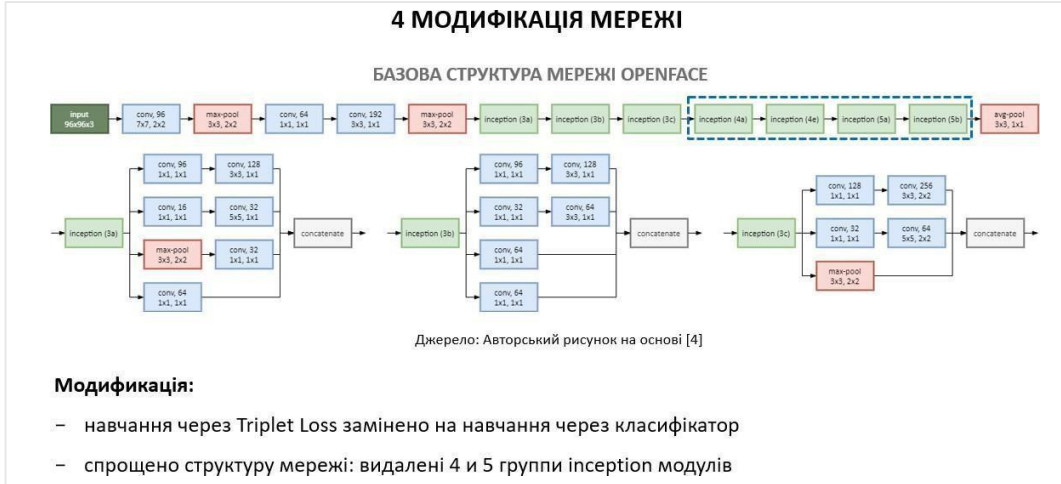 4 МОДИФІКАЦІЯ МЕРЕЖІ
БАЗОВА СТРУКТУРА МЕРЕЖІ OPENFACE
input
96x96x3
conv, 96
7x7, 2x2
max-pool
3x3, 2x2
conv, 64
1x1, 1x1
conv, 192
3x3, 1x1
max-pool
3x3, 2x2
inception (3a)
inception (3b)
inception (3c)
inception (4a)
inception (4e)
inception (5a)
inception (5b)
avg-pool
3x3, 1x1
inception (3a)
conv, 96
1x1, 1x1
conv, 128
3x3, 1x1
conv, 16
1x1, 1x1
conv, 32
5x5, 1x1
max-pool
3x3, 2x2
conv, 32
1x1, 1x1
conv, 64
1x1, 1x1
concatenate
inception (3b)
conv, 96
1x1, 1x1
conv, 128
3x3, 1x1
conv, 32
1x1, 1x1
conv, 64
3x3, 1x1
conv, 64
1x1, 1x1
conv, 64
1x1, 1x1
concatenate
inception (3c)
conv, 128
1x1, 1x1
conv, 256
3x3, 2x2
conv, 32
1x1, 1x1
conv, 64
5x5, 2x2
max-pool
3x3, 2x2
concatenate
Джерело: Авторський рисунок на основі [4]
Модификація:
− навчання через Triplet Loss замінено на навчання через класифікатор
− спрощено структуру мережі: видалені 4 и 5 группи inception модулів